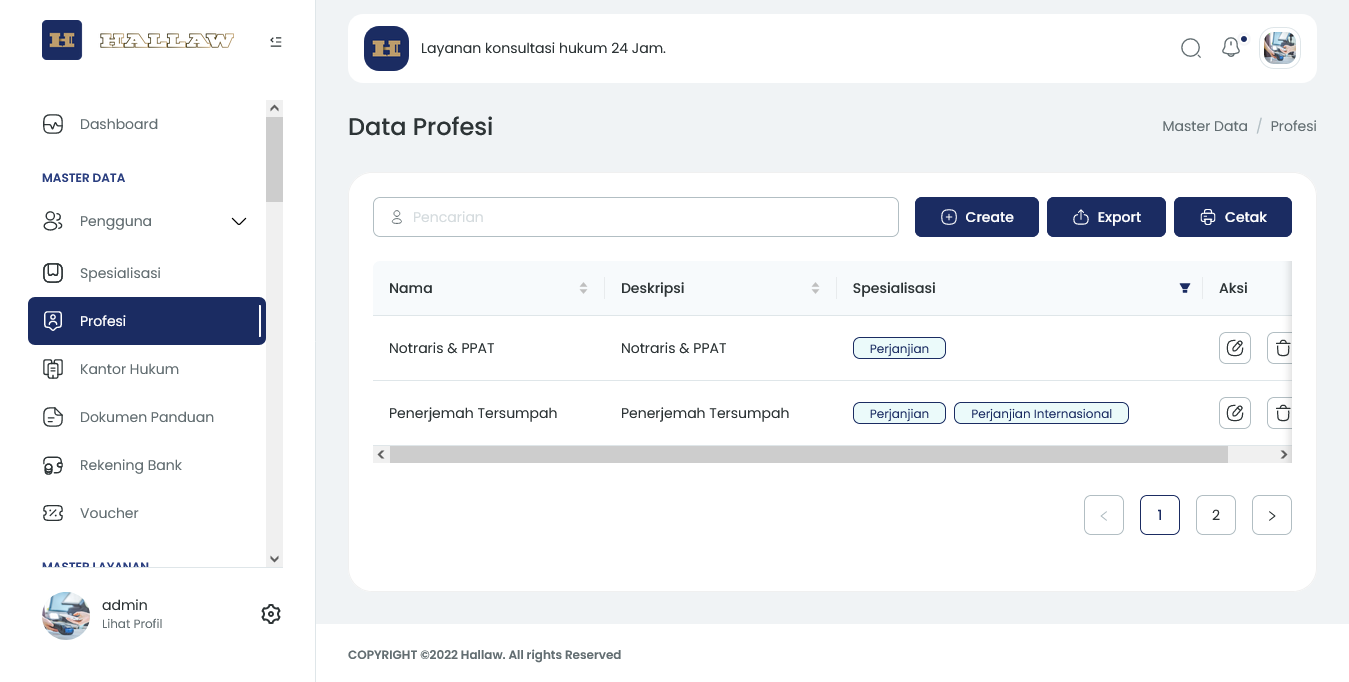 H HALLAW
H Layanan konsultasi hukum 24 Jam.
Dashboard
MASTER DATA
Pengguna
Spesialisasi
Profesi
Kantor Hukum
Dokumen Panduan
Rekening Bank
Voucher
MASTER LAYANAN
admin
Lihat Profil
Data Profesi
Master Data / Profesi
Pencarian
Create
Export
Cetak
Nama Deskripsi Spesialisasi Aksi
Notraris & PPAT Notraris & PPAT Perjanjian
Penerjemah Tersumpah Penerjemah Tersumpah Perjanjian Perjanjian Internasional
< 1 2 >
COPYRIGHT ©2022 Hallaw. All rights Reserved